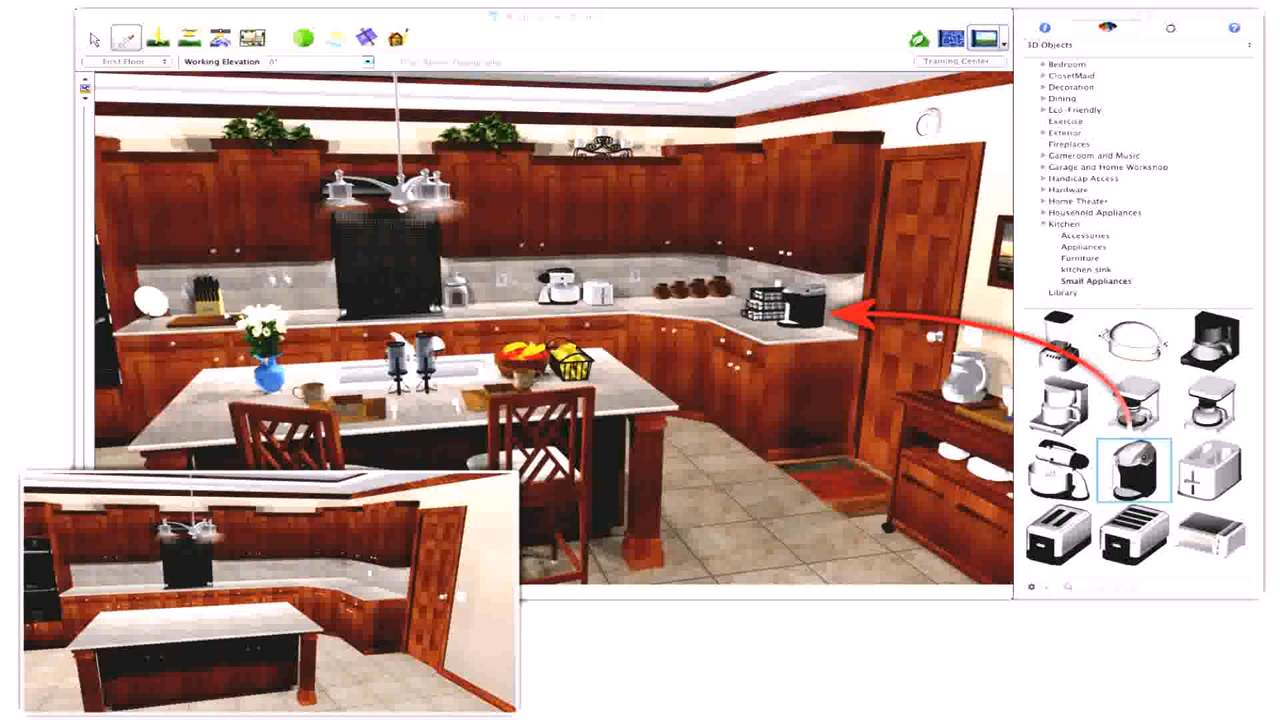 First Floor
Working Elevation 0"
Training Center
3D Objects
Bedroom
ClosetMaid
Decoration
Dining
Eco-Friendly
Exercise
Exterior
Fireplaces
Gameroom and Music
Garage and Home Workshop
Handicap Access
Hardware
Home Theater
Household Appliances
Kitchen
Accessories
Appliances
Furniture
kitchen sink
Small Appliances
Library